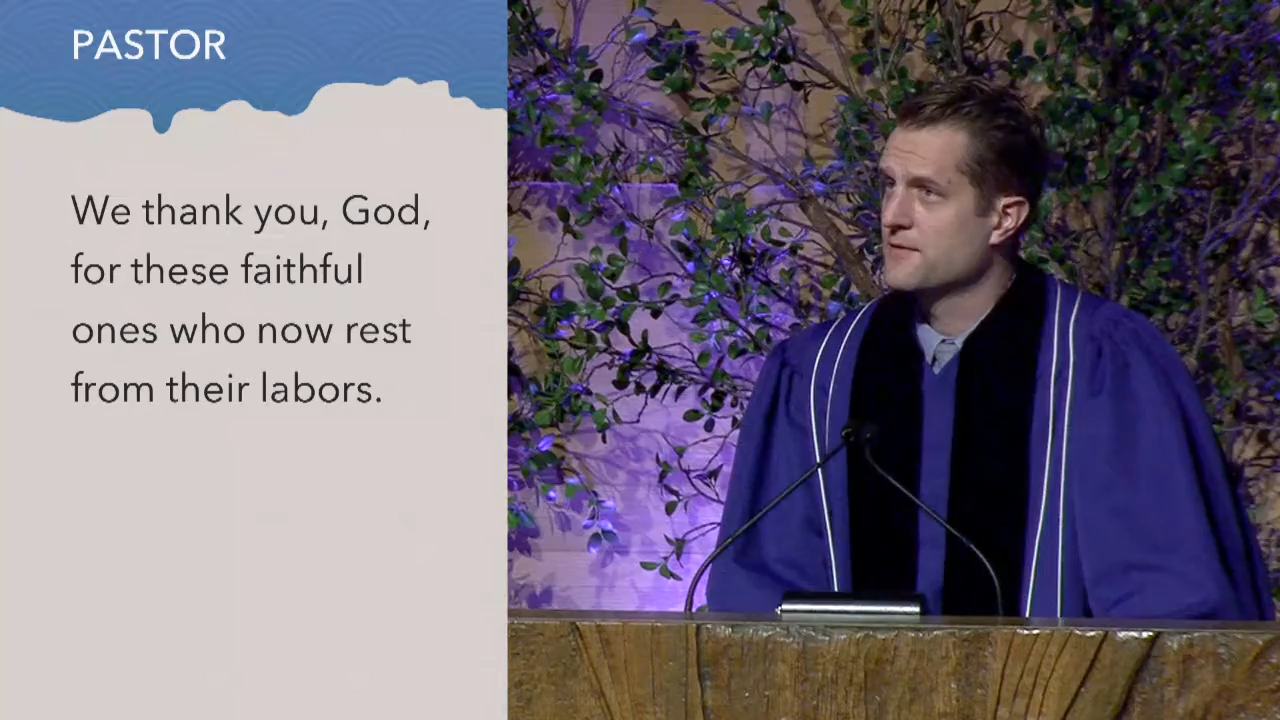 PASTOR
We thank you, God,
for these faithful
ones who now rest
from their labors.